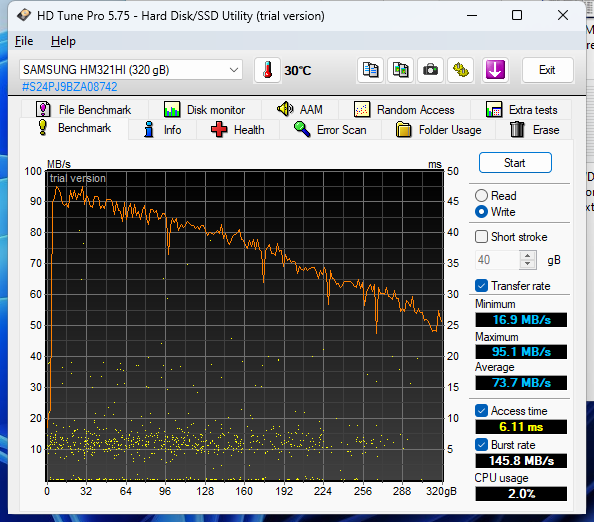 HD Tune Pro 5.75 - Hard Disk/SSD Utility (trial version)
File Help
SAMSUNG HM321HI (320 gB)
30°C
Exit
#S24PJ9BZA08742
File Benchmark Disk monitor AAM Random Access Extra tests
Benchmark Info Health Error Scan Folder Usage Erase
MB/s ms
trial version
100 50
90 45
80 40
70 35
60 30
50 25
40 20
30 15
20 10
10 5
0 32 64 96 128 160 192 224 256 288 320gB
Start
Read
Write
Short stroke
40 gB
Transfer rate
Minimum
16.9 MB/s
Maximum
95.1 MB/s
Average
73.7 MB/s
Access time
6.11 ms
Burst rate
145.8 MB/s
CPU usage
2.0%